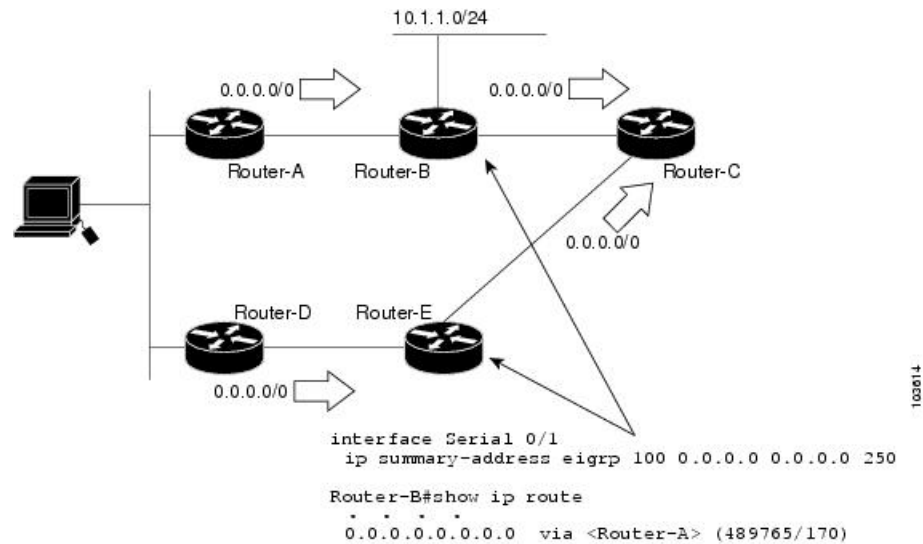 10.1.1.0/24
0.0.0.0/0
0.0.0.0/0
Router-A
Router-B
Router-C
0.0.0.0/0
Router-D
Router-E
0.0.0.0/0
103614
interface Serial 0/1
ip summary-address eigrp 100 0.0.0.0 0.0.0.0 250
Router-B#show ip route
. . . .
0.0.0.0.0.0.0.0 via <Router-A> (489765/170)